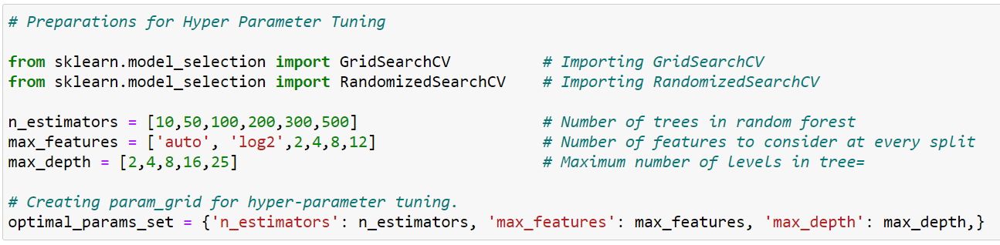 # Preparations for Hyper Parameter Tuning
from sklearn.model_selection import GridSearchCV # Importing GridSearchCV
from sklearn.model_selection import RandomizedSearchCV # Importing RandomizedSearchCV
n_estimators = [10,50,100,200,300,500] # Number of trees in random forest
max_features = ['auto', 'log2',2,4,8,12] # Number of features to consider at every split
max_depth = [2,4,8,16,25] # Maximum number of levels in tree=
# Creating param_grid for hyper-parameter tuning.
optimal_params_set = {'n_estimators': n_estimators, 'max_features': max_features, 'max_depth': max_depth,}